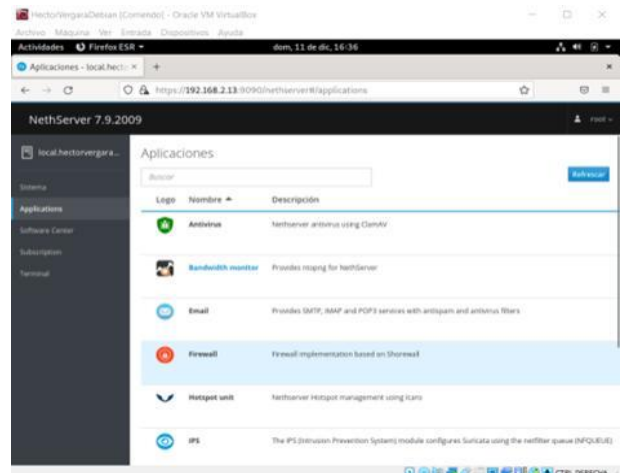 HectorVergaraDebian [Corriendo] - Oracle VM VirtualBox
Archivo Máquina Ver Entrada Dispositivos Ayuda
Actividades Firefox ESR dom, 11 de dic, 16:36
Aplicaciones - local.hecto
https://192.168.2.13:9090/nethserver#/applications
NethServer 7.9.2009 root
local.hectorvergara...
Aplicaciones
Buscar
Refrescar
Sistema
Applications
Software Center
Subscription
Terminal
Logo Nombre Descripción
Antivirus Nethserver antivirus using ClamAV
Bandwidth monitor Provides ntopng for NethServer
Email Provides SMTP, IMAP and POP3 services with antispam and antivirus filters
Firewall Firewall implementation based on Shorewall
Hotspot unit Nethserver Hotspot management using Icaro
IPS The IPS (Intrusion Prevention System) module configures Suricata using the netfilter queue (NFQUEUE)
CTRL DERECHA